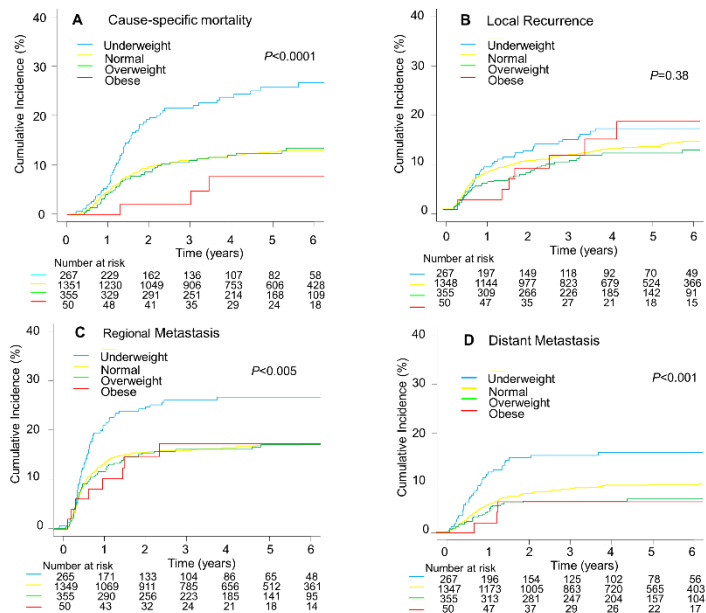 A Cause-specific mortality
Cumulative Incidence (%)
40
30
20
10
0
Underweight
Normal
Overweight
Obese
P<0.0001
0 1 2 3 4 5 6
Time (years)
Number at risk
267 229 162 136 107 82 58
1351 1230 1049 906 753 606 428
355 329 291 251 214 168 109
50 48 41 35 29 24 18
B Local Recurrence
Cumulative Incidence (%)
40
30
20
10
0
Underweight
Normal
Overweight
Obese
P=0.38
0 1 2 3 4 5 6
Time (years)
Number at risk
267 197 149 118 92 70 49
1348 1144 977 823 679 524 366
355 309 266 226 185 142 91
50 47 35 27 21 18 15
C Regional Metastasis
Cumulative Incidence (%)
40
30
20
10
0
Underweight
Normal
Overweight
Obese
P<0.005
0 1 2 3 4 5 6
Time (years)
Number at risk
265 171 133 104 86 65 48
1349 1069 911 785 656 512 361
355 290 256 223 185 141 95
50 43 32 24 21 18 14
D Distant Metastasis
Cumulative Incidence (%)
40
30
20
10
0
Underweight
Normal
Overweight
Obese
P<0.001
0 1 2 3 4 5 6
Time (years)
Number at risk
267 196 154 125 102 78 56
1347 1173 1005 863 720 565 403
355 313 281 247 204 157 104
50 47 37 29 26 22 17